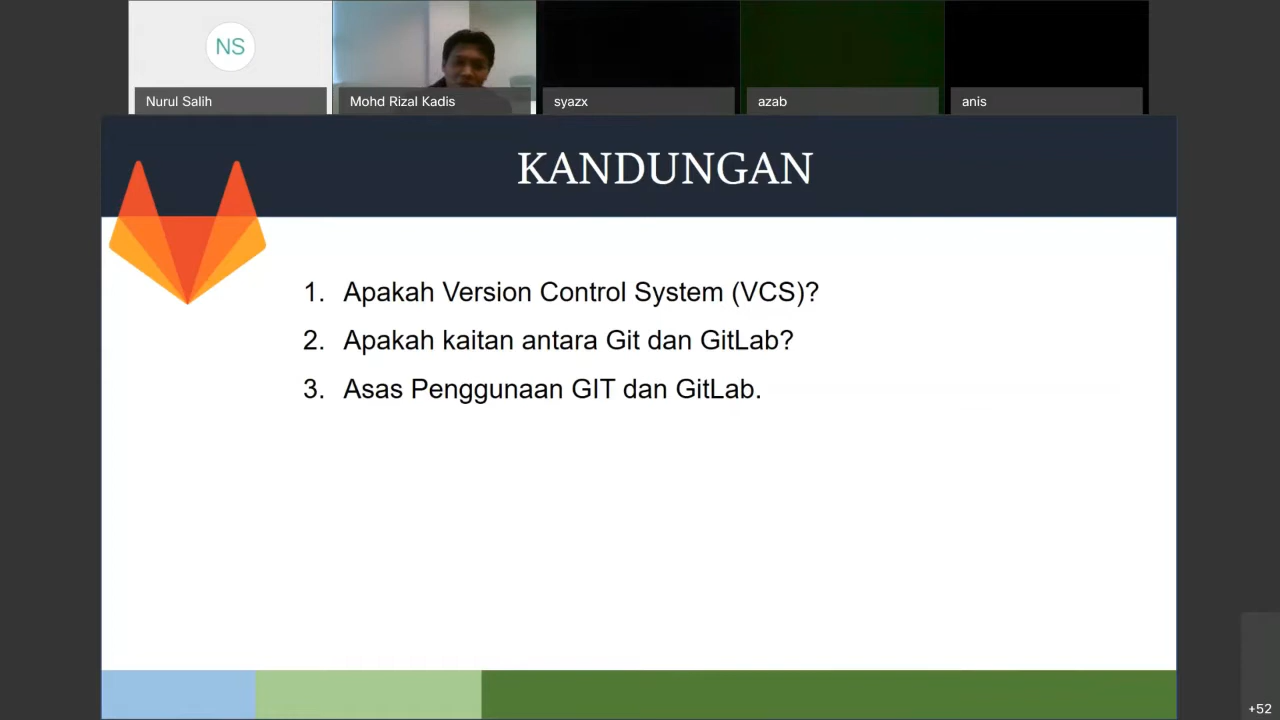 NS
Nurul Salih
Mohd Rizal Kadis
syazx
azab
anis
KANDUNGAN
1. Apakah Version Control System (VCS)?
2. Apakah kaitan antara Git dan GitLab?
3. Asas Penggunaan GIT dan GitLab.
+52